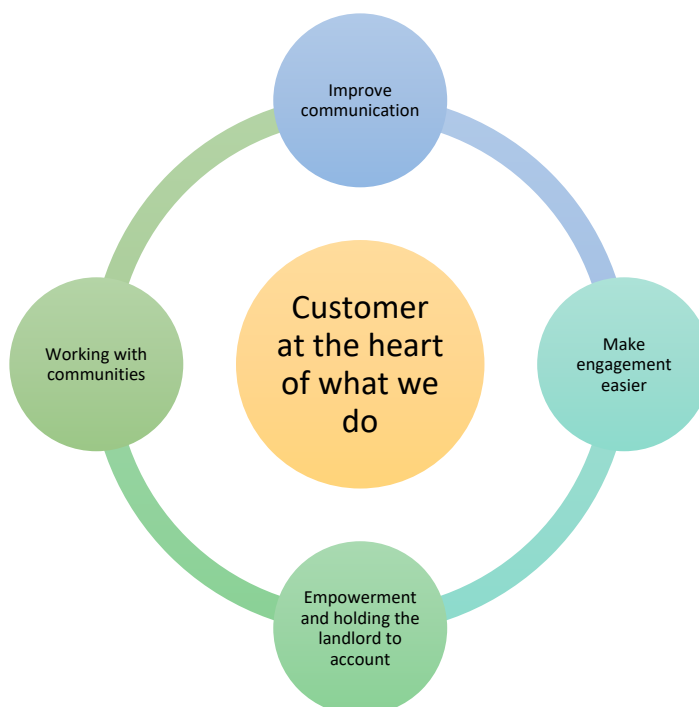 Improve
communication
Customer
at the heart
of what we
do
Working with
communities
Make
engagement
easier
Empowerment
and holding the
landlord to
account